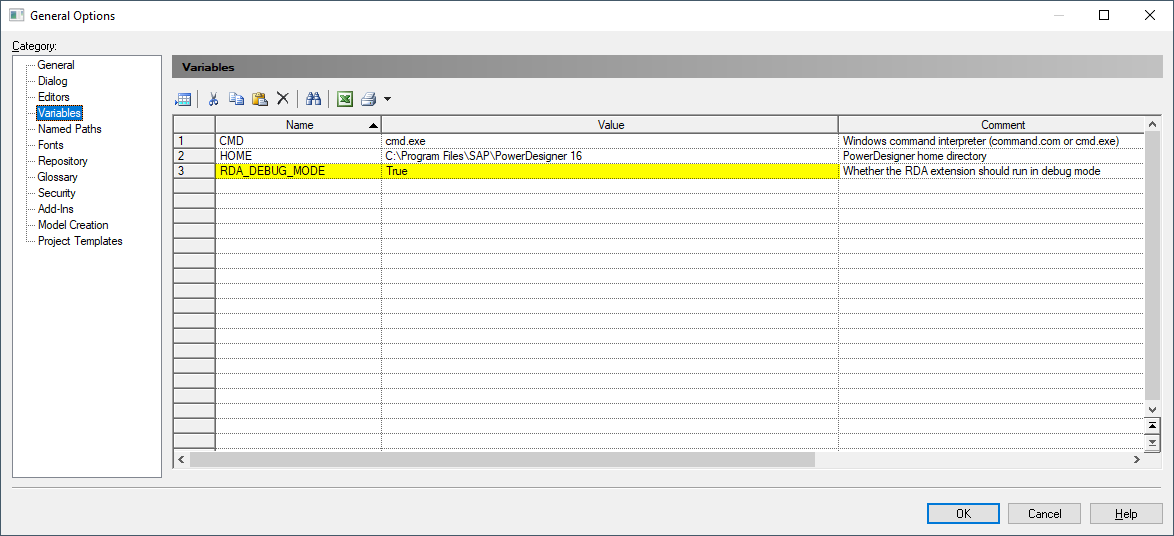 General Options
Category:
General
Dialog
Editors
Variables
Named Paths
Fonts
Repository
Glossary
Security
Add-Ins
Model Creation
Project Templates
Variables
Name Value Comment
1 CMD cmd.exe Windows command interpreter (command.com or cmd.exe)
2 HOME C:\Program Files\SAP\PowerDesigner 16 PowerDesigner home directory
3 RDA_DEBUG_MODE True Whether the RDA extension should run in debug mode
OK Cancel Help